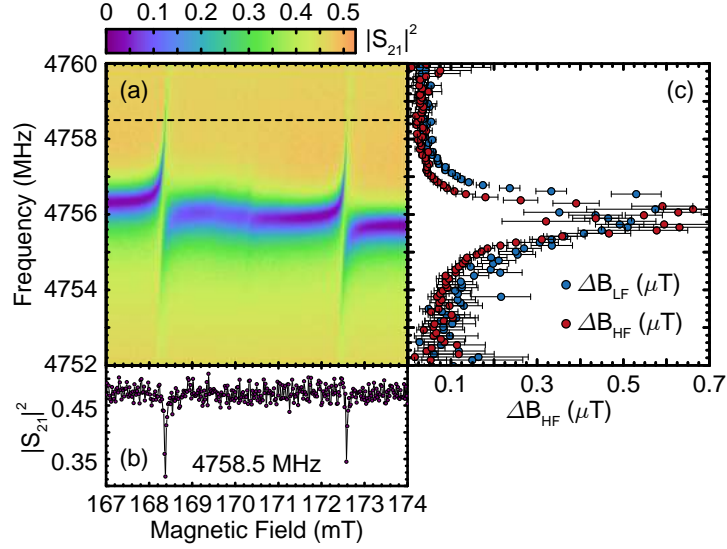 0 0.1 0.2 0.3 0.4 0.5
|S21|2
4760
4758
4756
4754
4752
Frequency (MHz)
(a)
(c)
ΔBLF (μT)
ΔBHF (μT)
0.1 0.3 0.5 0.7
ΔBHF (μT)
0.45
0.35
|S21|2
(b)
4758.5 MHz
167 168 169 170 171 172 173 174
Magnetic Field (mT)